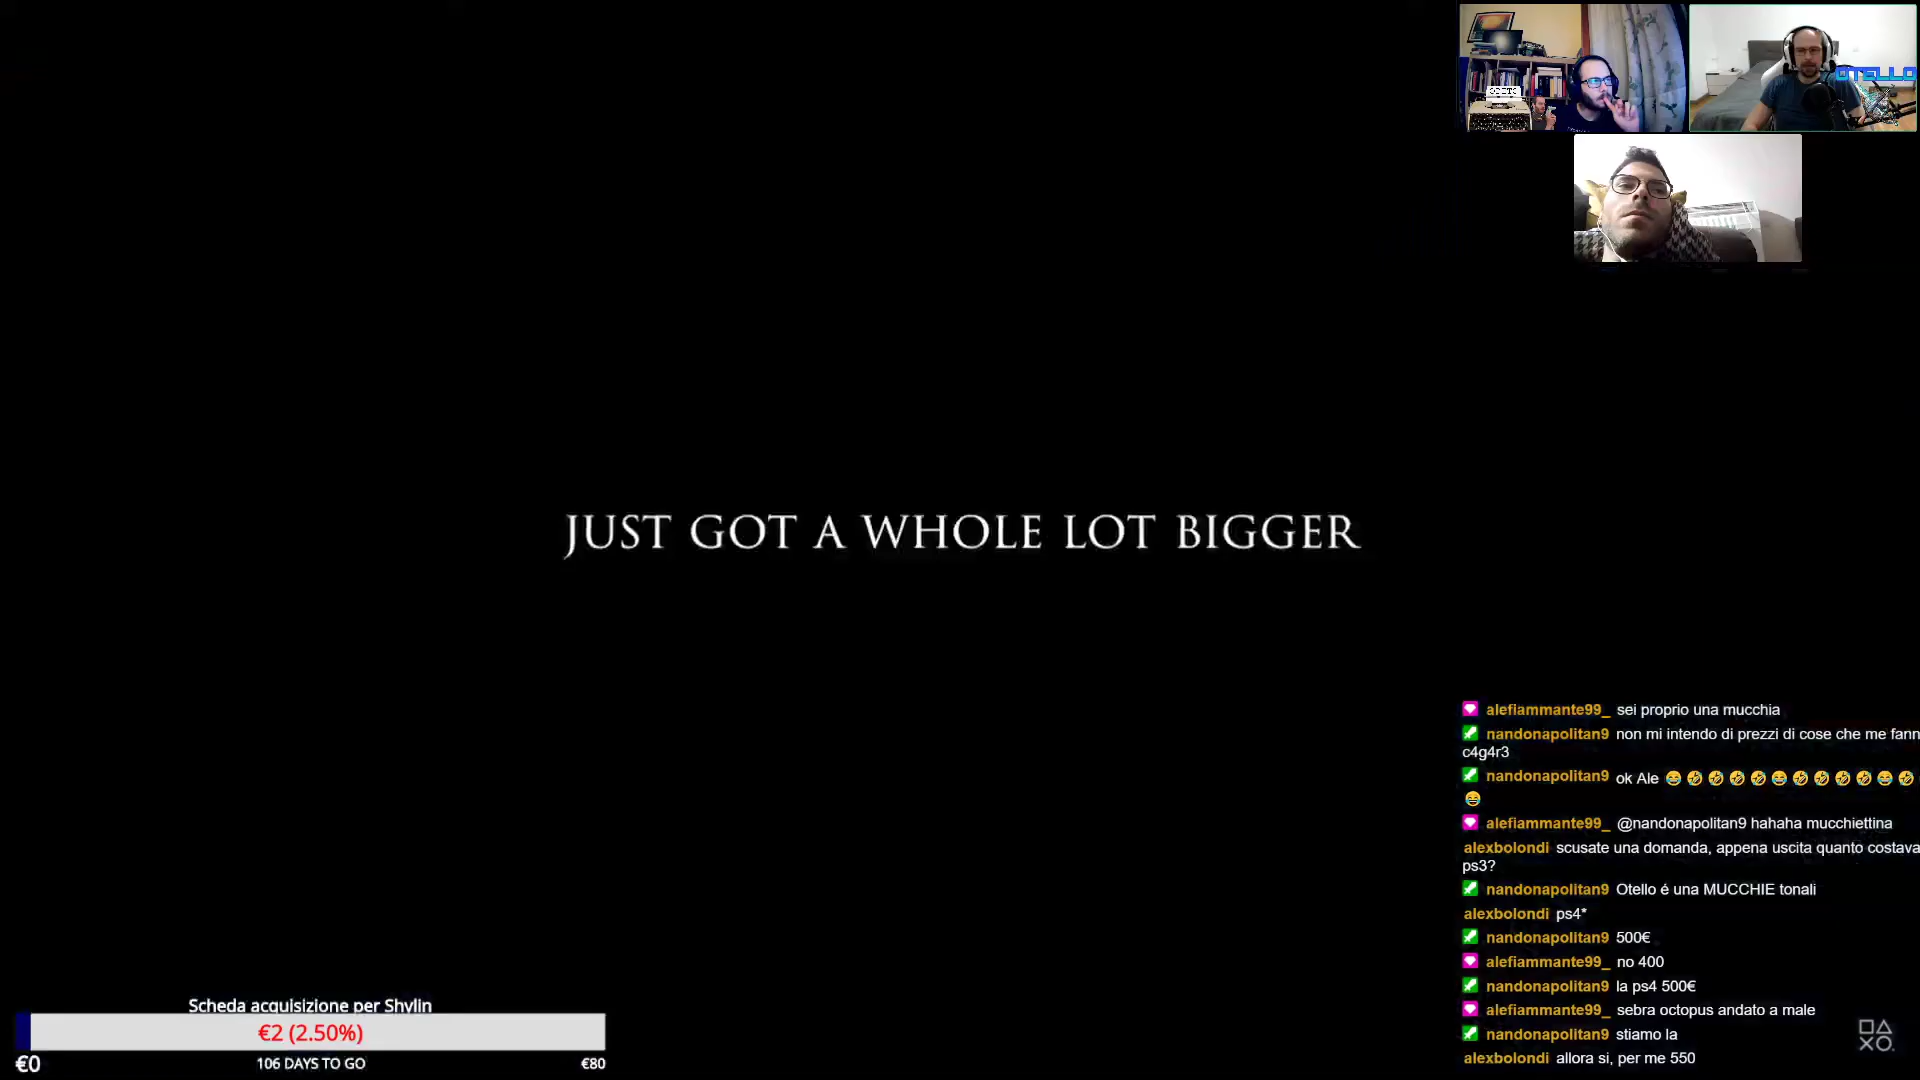 OTELLO
JUST GOT A WHOLE LOT BIGGER
alefiammante99_ sei proprio una mucchia
nandonapolitan9 non mi intendo di prezzi di cose che me fann
c4g4r3
nandonapolitan9 ok Ale 😂🤣🤣🤣🤣😂🤣🤣🤣🤣😂🤣
😂
alefiammante99_ @nandonapolitan9 hahaha mucchiettina
alexbolondi scusate una domanda, appena uscita quanto costava
ps3?
nandonapolitan9 Otello é una MUCCHIE tonali
alexbolondi ps4*
nandonapolitan9 500€
alefiammante99_ no 400
nandonapolitan9 la ps4 500€
alefiammante99_ sebra octopus andato a male
nandonapolitan9 stiamo la
alexbolondi allora si, per me 550
Scheda acquisizione per Shylin
€2 (2.50%)
€0 106 DAYS TO GO €80